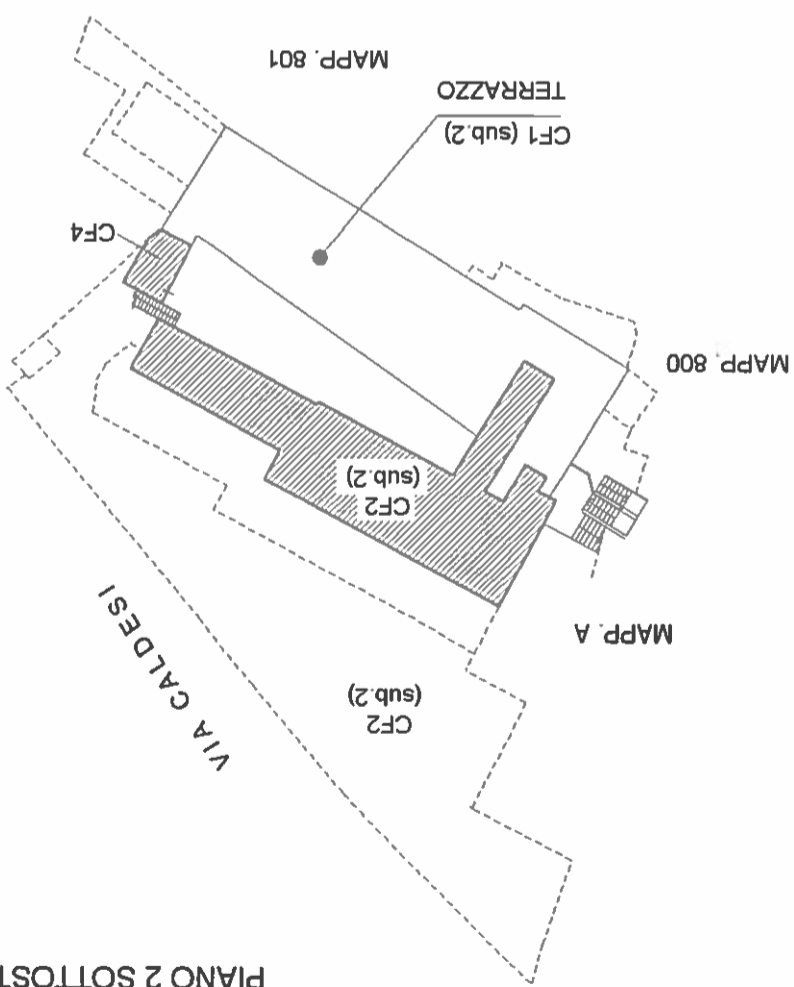 PIANO 2 SOTTOST
CF2
(sub.2)
MAPP. A
VIA CALDESI
CF2
(sub.2)
MAPP. 800
CF4
CF1 (sub.2)
TERRAZZO
MAPP. 801